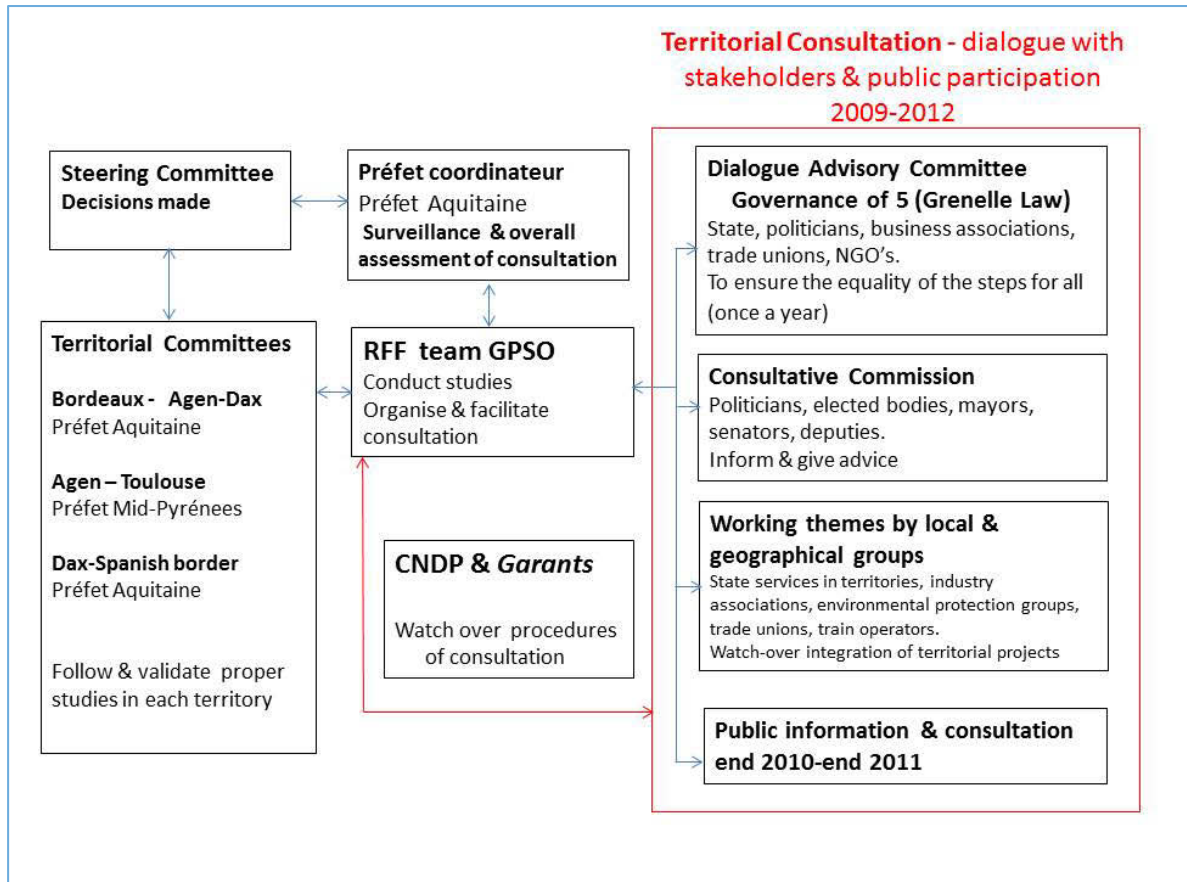 Territorial Consultation - dialogue with
stakeholders & public participation
2009-2012
Steering Committee
Decisions made
Préfet coordinateur
Préfet Aquitaine
Surveillance & overall
assessment of consultation
Dialogue Advisory Committee
Governance of 5 (Grenelle Law)
State, politicians, business associations,
trade unions, NGO's.
To ensure the equality of the steps for all
(once a year)
Territorial Committees
Bordeaux - Agen-Dax
Préfet Aquitaine
Agen – Toulouse
Préfet Mid-Pyrénees
Dax-Spanish border
Préfet Aquitaine
Follow & validate proper
studies in each territory
RFF team GPSO
Conduct studies
Organise & facilitate
consultation
Consultative Commission
Politicians, elected bodies, mayors,
senators, deputies.
Inform & give advice
CNDP & Garants
Watch over procedures
of consultation
Working themes by local &
geographical groups
State services in territories, industry
associations, environmental protection groups,
trade unions, train operators.
Watch-over integration of territorial projects
Public information & consultation
end 2010-end 2011